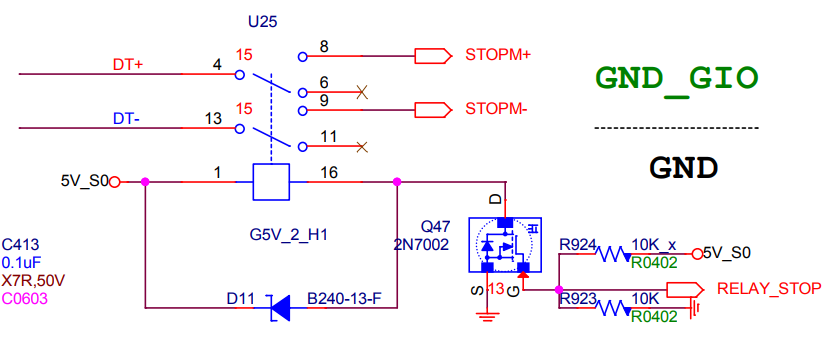 U25
DT+
4
15
8
STOPM+
6
9
STOPM-
DT-
13
15
11
GND_GIO
GND
5V_S0
1
16
G5V_2_H1
D
Q47
2N7002
S
13
G
R924
10K_x
R0402
5V_S0
RELAY_STOP
R923
10K
R0402
C413
0.1uF
X7R,50V
C0603
D11
B240-13-F